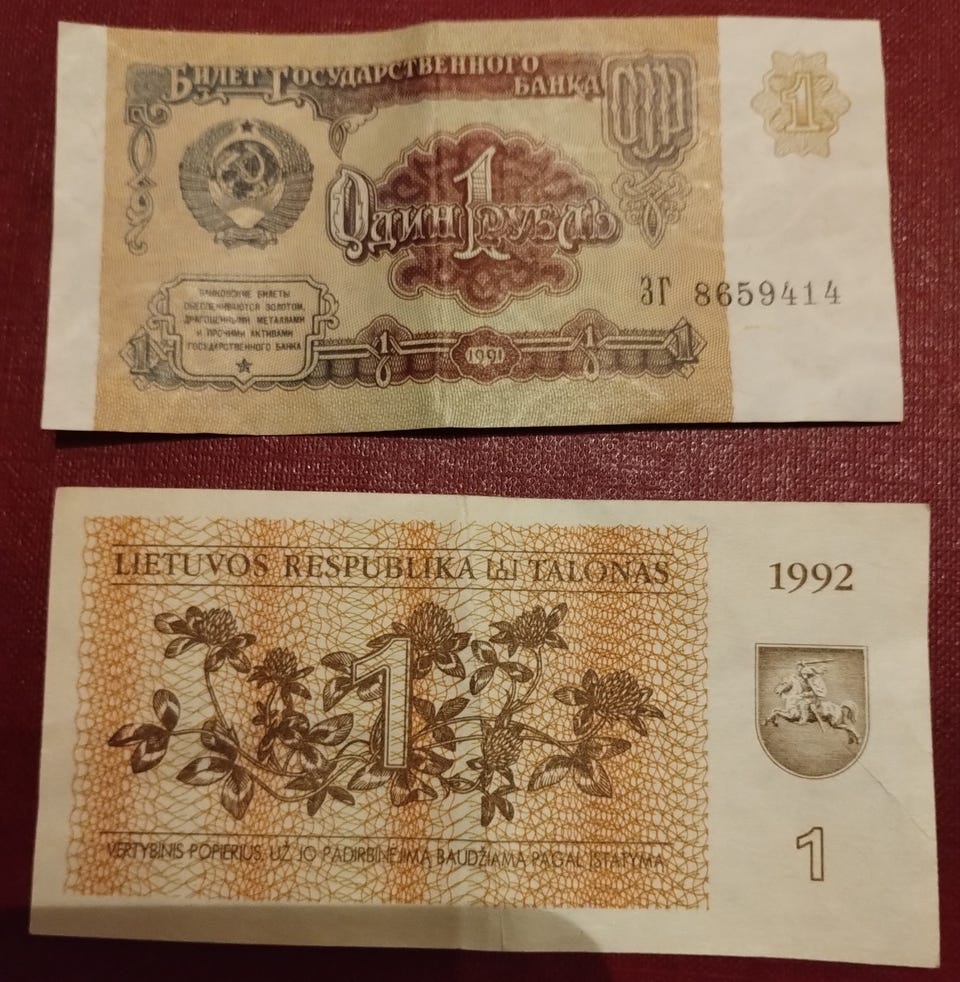 Билет Государственного
Банка СССР
1
Один 1 рубль
ЗГ 8659414
БАНКОВСКИЕ БИЛЕТЫ
ОБЕСПЕЧИВАЮТСЯ ЗОЛОТОМ,
ДРАГОЦЕННЫМИ МЕТАЛЛАМИ
И ПРОЧИМИ АКТИВАМИ
ГОСУДАРСТВЕННОГО БАНКА
1 1 1991 1 1
LIETUVOS RESPUBLIKA TALONAS
1992
1
VERTYBINIS POPIERIUS, UŽ JO PADIRBINĖJIMĄ BAUDŽIAMA PAGAL ĮSTATYMĄ
1